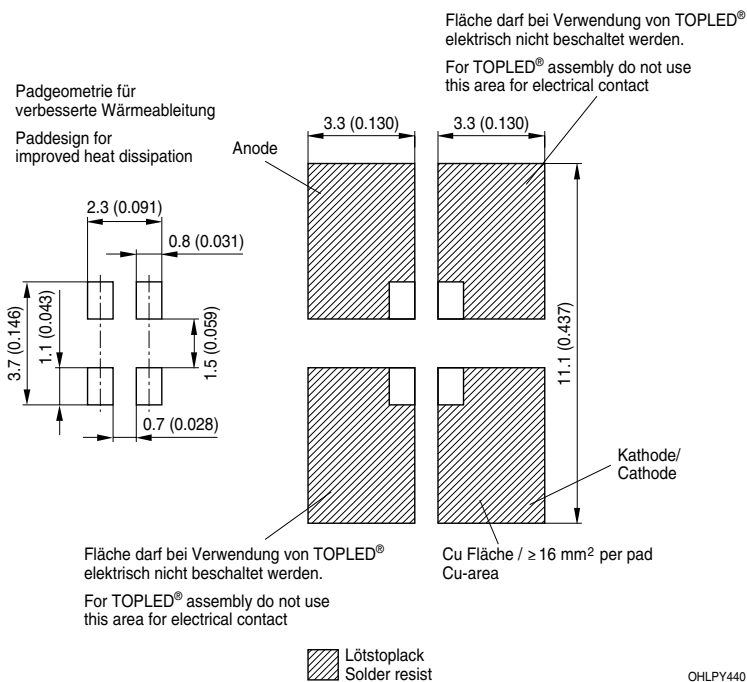 Fläche darf bei Verwendung von TOPLED®
elektrisch nicht beschaltet werden.
For TOPLED® assembly do not use
this area for electrical contact
Padgeometrie für
verbesserte Wärmeableitung
Paddesign for
improved heat dissipation
Anode
3.3 (0.130)
3.3 (0.130)
2.3 (0.091)
0.8 (0.031)
3.7 (0.146)
1.1 (0.043)
1.5 (0.059)
0.7 (0.028)
11.1 (0.437)
Kathode/
Cathode
Fläche darf bei Verwendung von TOPLED®
elektrisch nicht beschaltet werden.
For TOPLED® assembly do not use
this area for electrical contact
Cu Fläche / ≥ 16 mm² per pad
Cu-area
Lötstoplack
Solder resist
OHLPY440